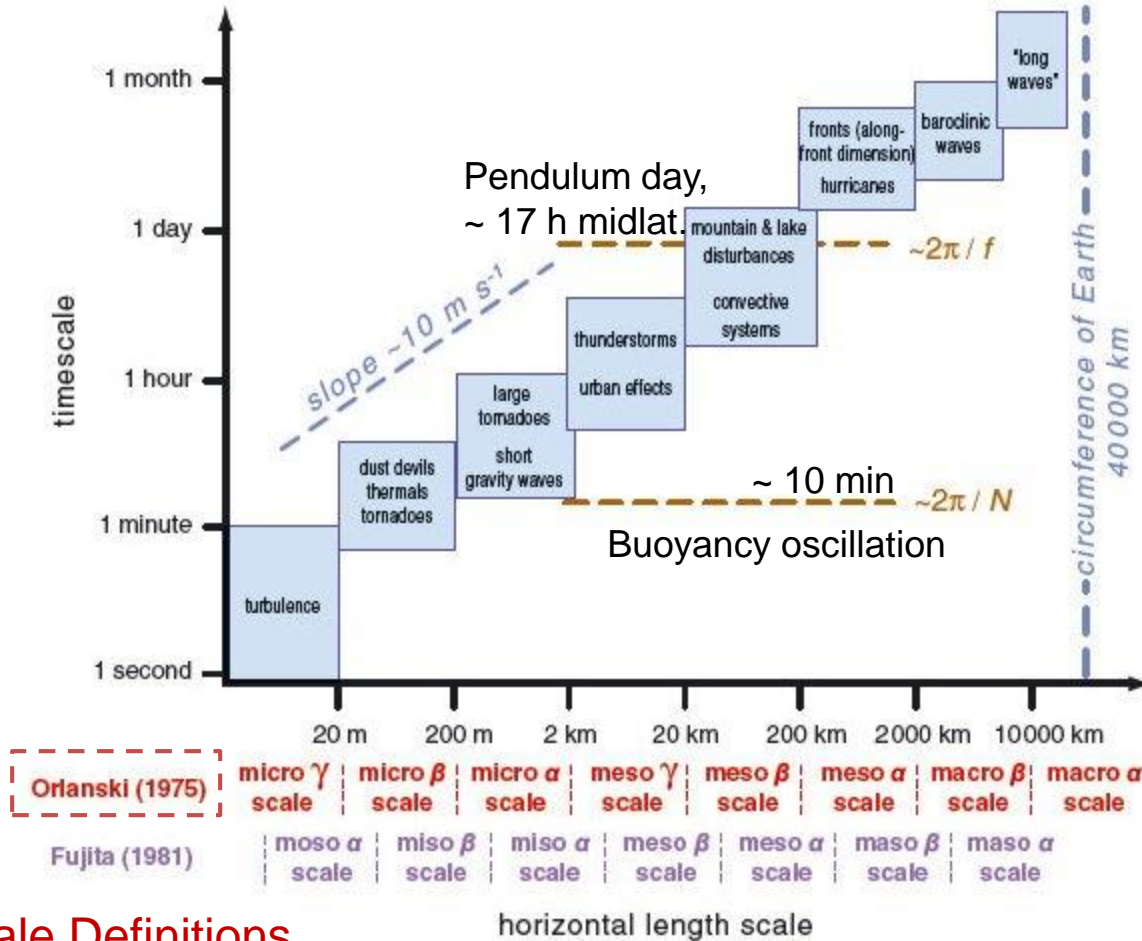 1 month
1 day
1 hour
1 minute
1 second
timescale
"long
waves"
baroclinic
waves
fronts (along-
front dimension)
hurricanes
Pendulum day,
~ 17 h midlat.
mountain & lake
disturbances
convective
systems
~2π / f
slope ~10 m s⁻¹
thunderstorms
urban effects
large
tornadoes
short
gravity waves
dust devils
thermals
tornadoes
~ 10 min
~2π / N
Buoyancy oscillation
turbulence
circumference of Earth
40000 km
20 m 200 m 2 km 20 km 200 km 2000 km 10000 km
Orlanski (1975)
micro γ micro β micro α meso γ meso β meso α macro β macro α
scale scale scale scale scale scale scale scale
Fujita (1981)
moso α miso β miso α meso β meso α maso β maso α
scale scale scale scale scale scale scale
horizontal length scale
Definitions